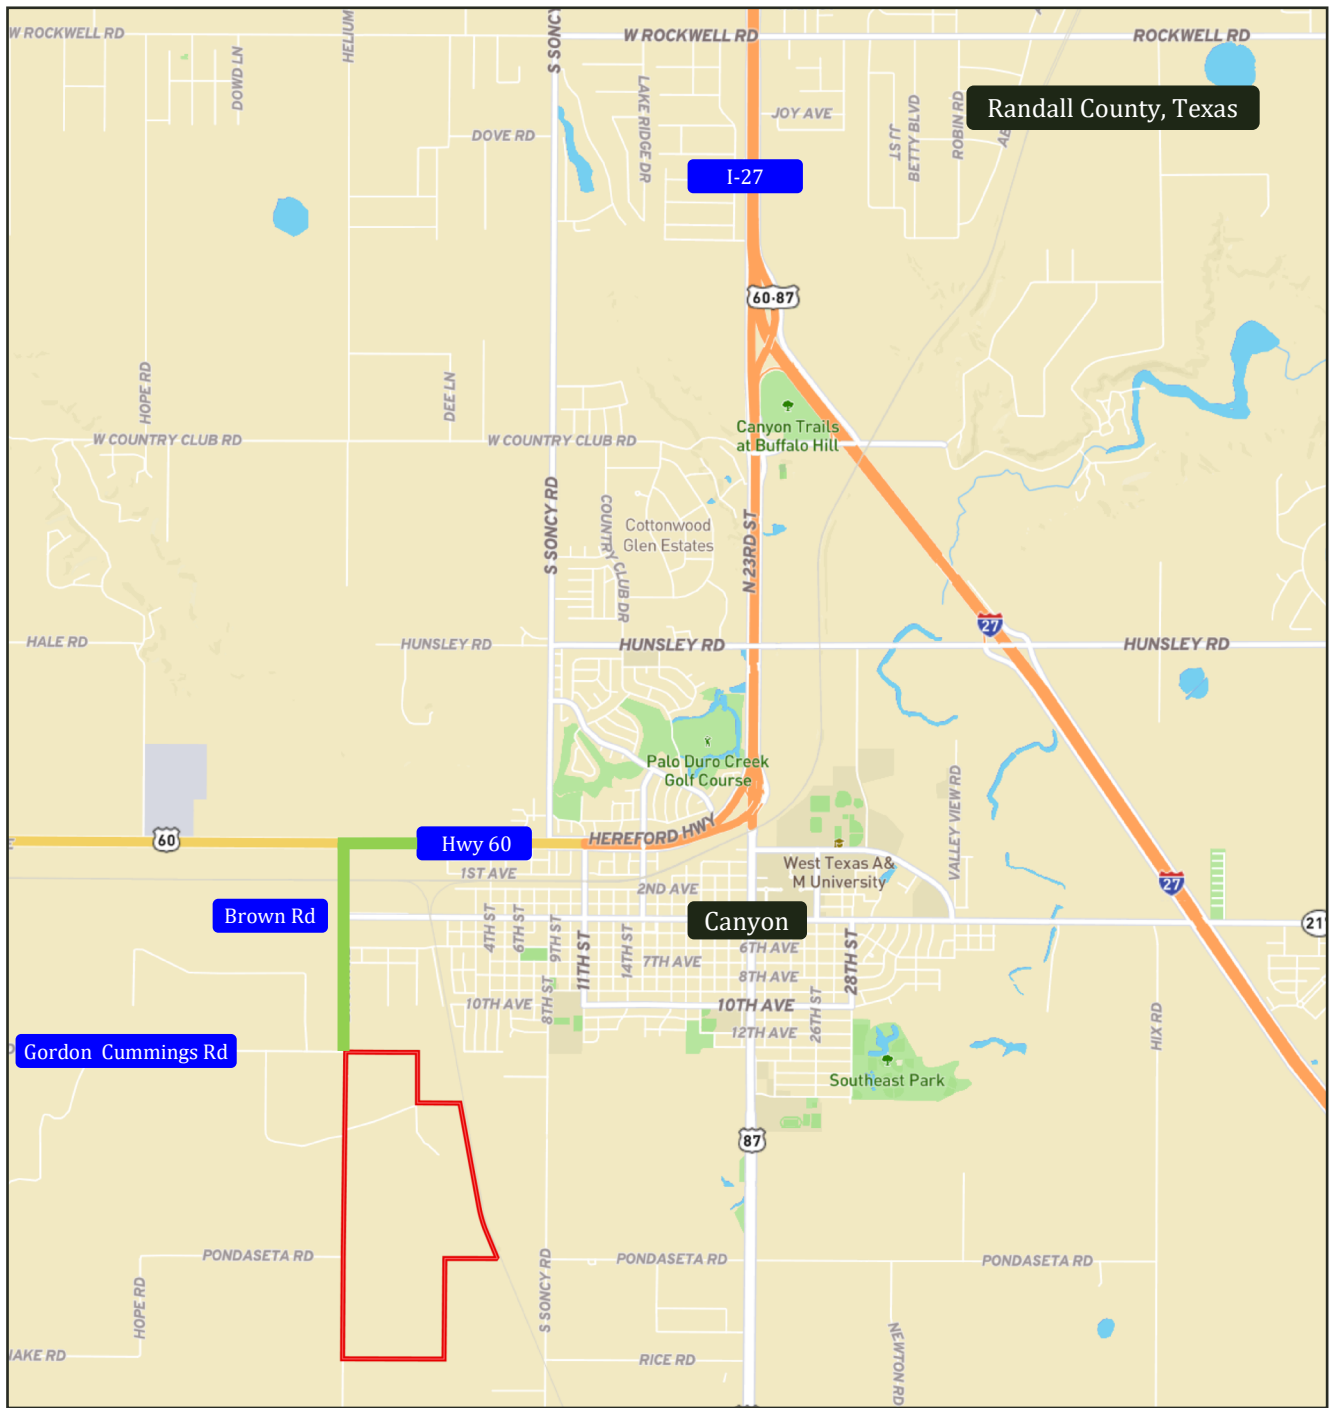 W ROCKWELL RD
DOWD LN
HELIUM
S SONCY
W ROCKWELL RD
ROCKWELL RD
LAKE RIDGE DR
JOY AVE
JJ ST
BETTY BLVD
ROBIN RD
Randall County, Texas
DOVE RD
I-27
60·87
HOPE RD
DEE LN
Canyon Trails
at Buffalo Hill
W COUNTRY CLUB RD
W COUNTRY CLUB RD
S SONCY RD
COUNTRY CLUB DR
Cottonwood
Glen Estates
N 23RD ST
27
HALE RD
HUNSLEY RD
HUNSLEY RD
HUNSLEY RD
Palo Duro Creek
Golf Course
VALLEY VIEW RD
60
Hwy 60
HEREFORD HWY
West Texas A&
M University
1ST AVE
2ND AVE
27
Brown Rd
4TH ST
6TH ST
9TH ST
11TH ST
14TH ST
Canyon
28TH ST
21
6TH AVE
7TH AVE
8TH AVE
10TH AVE
8TH ST
10TH AVE
26TH ST
12TH AVE
HIX RD
Gordon Cummings Rd
Southeast Park
87
PONDASETA RD
PONDASETA RD
PONDASETA RD
HOPE RD
S SONCY RD
RICE RD
NEWTON RD